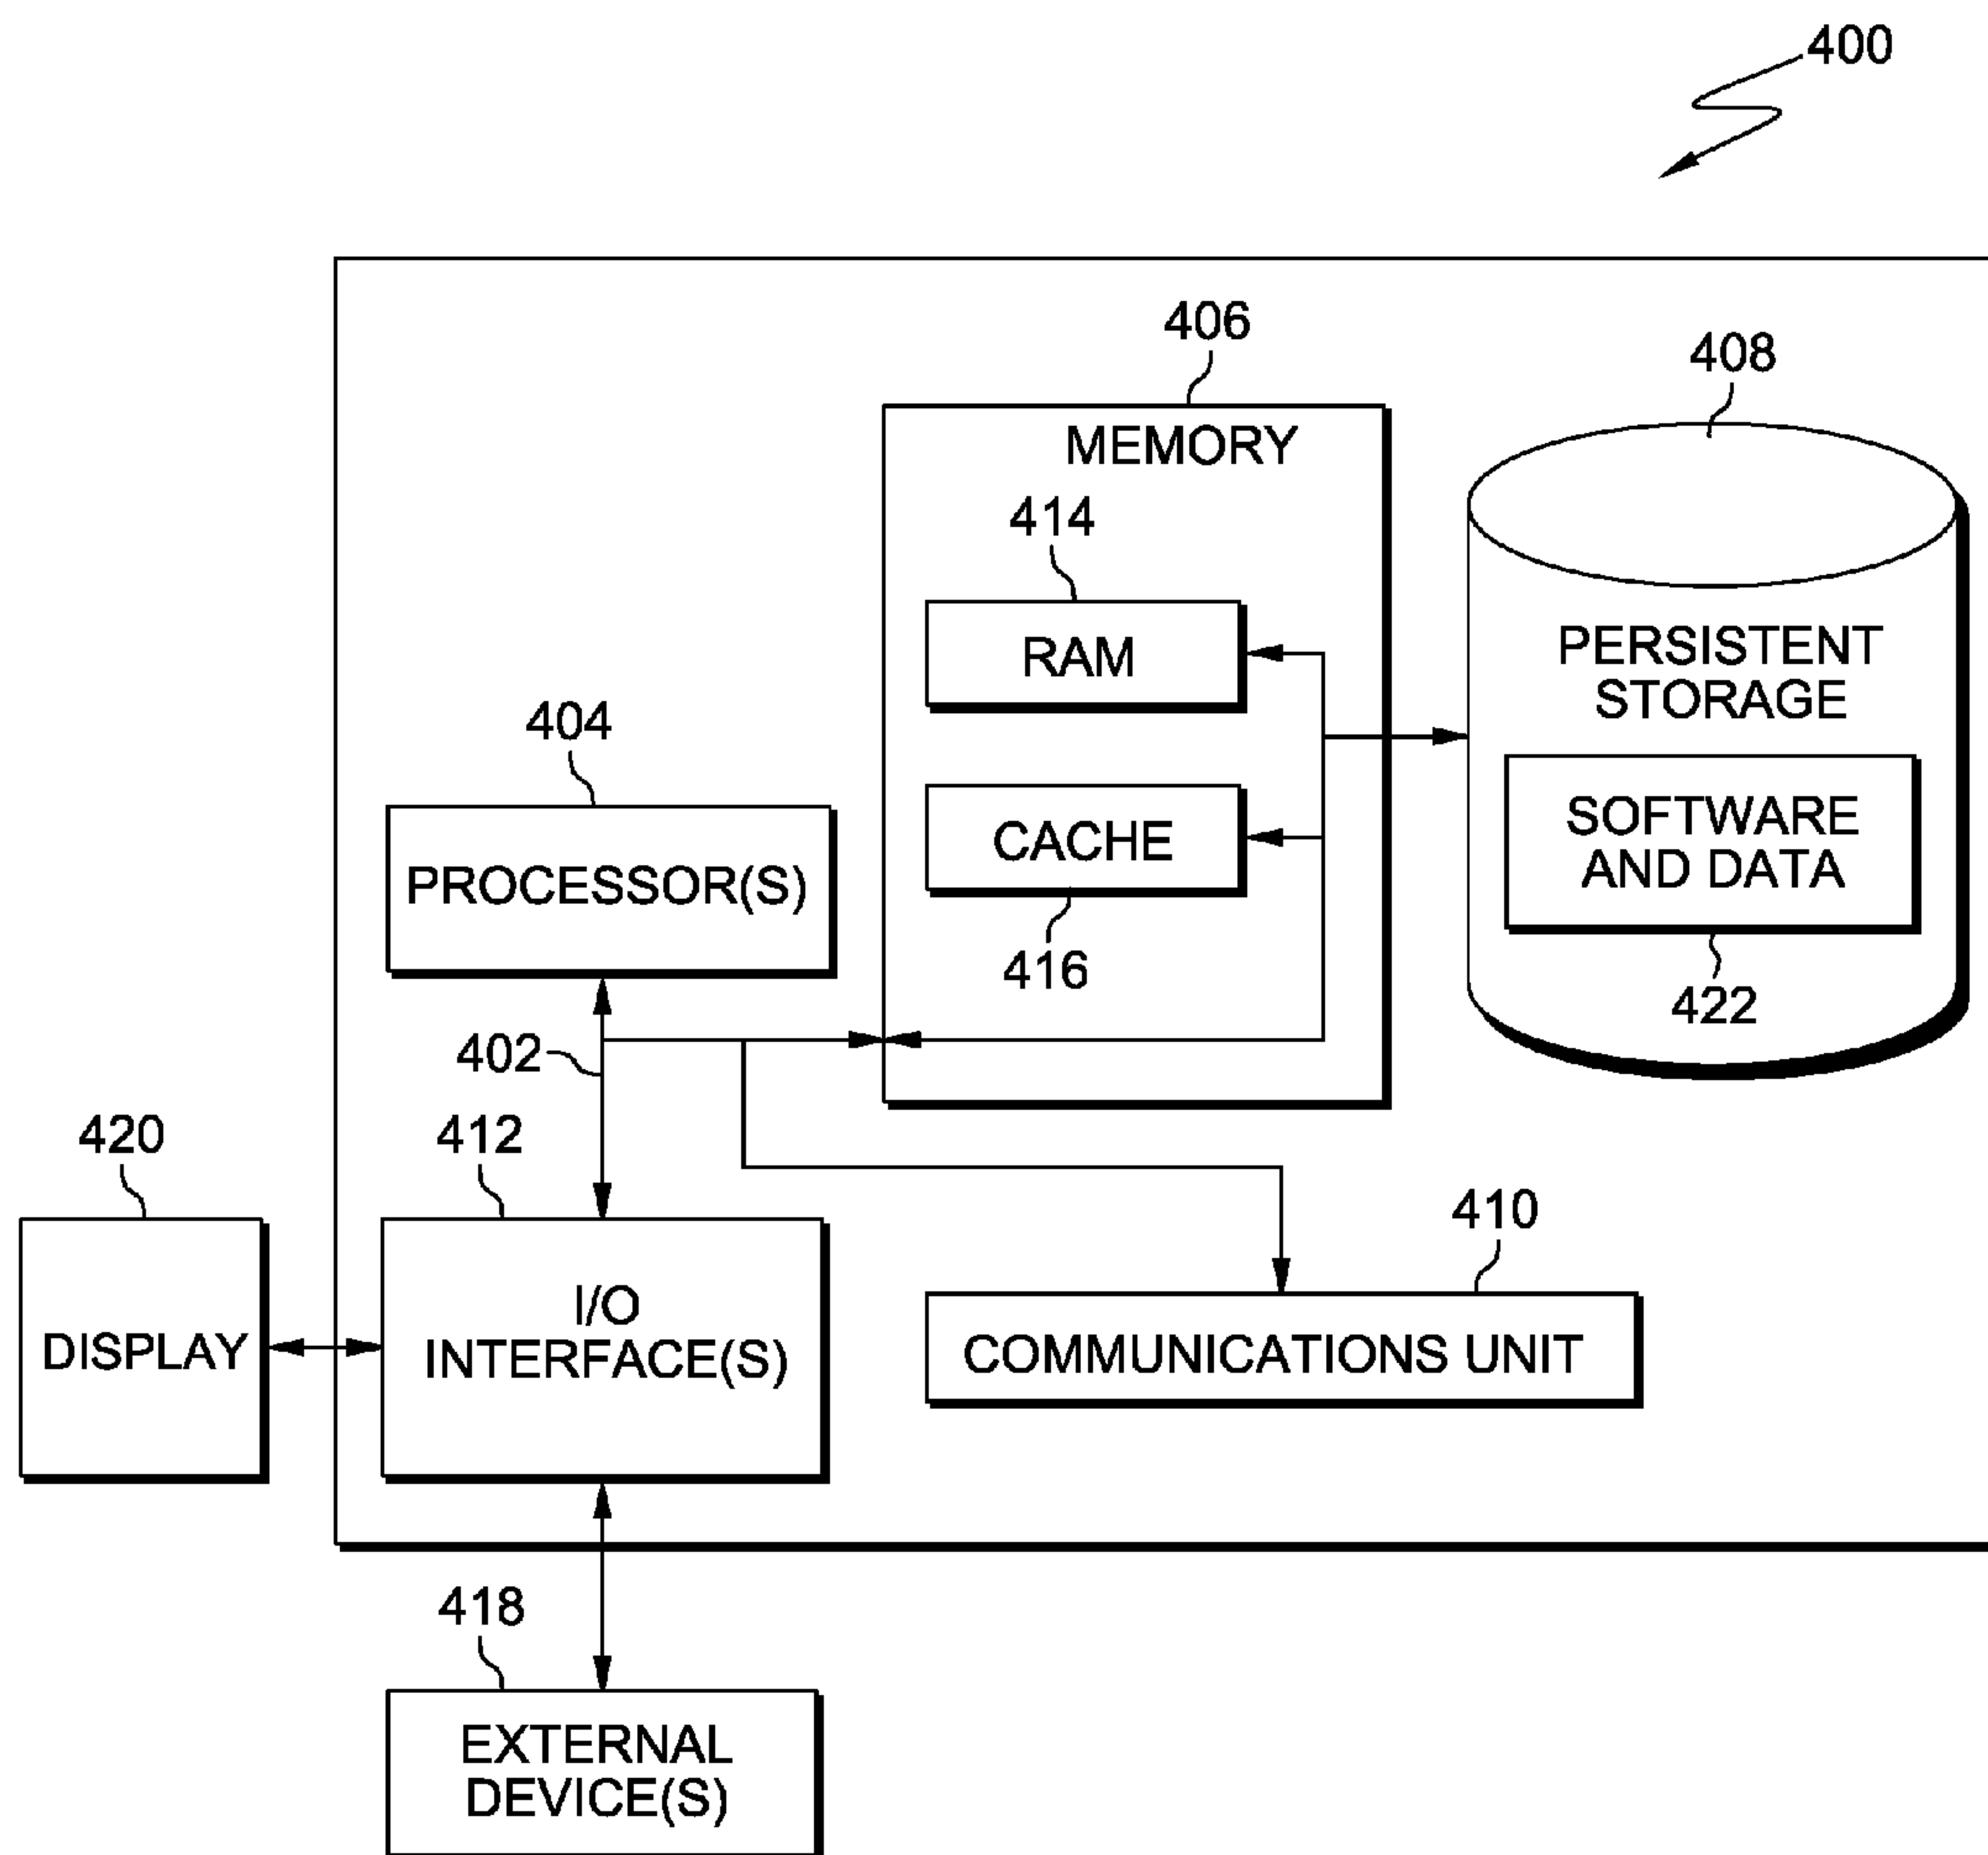 400
406
408
MEMORY
414
RAM
PERSISTENT
STORAGE
404
CACHE
SOFTWARE
AND DATA
PROCESSOR(S)
416
422
402
420
412
410
I/O
INTERFACE(S)
DISPLAY
COMMUNICATIONS UNIT
418
EXTERNAL
DEVICE(S)